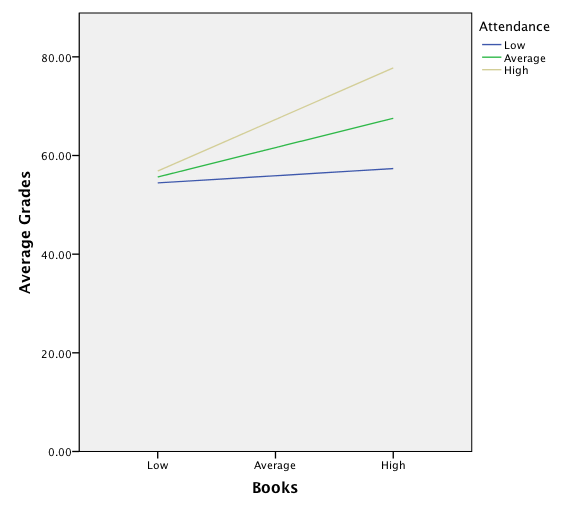 Attendance
Low
Average
High
80.00
60.00
40.00
20.00
0.00
Average Grades
Low Average High
Books